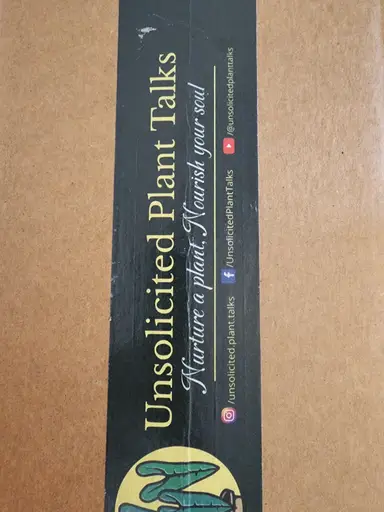 Unsolicited Plant Talks
Nurture a plant, Nourish your soul
/unsolicited.plant.talks /UnsolicitedPlantTalks /@unsolicitedplanttalks